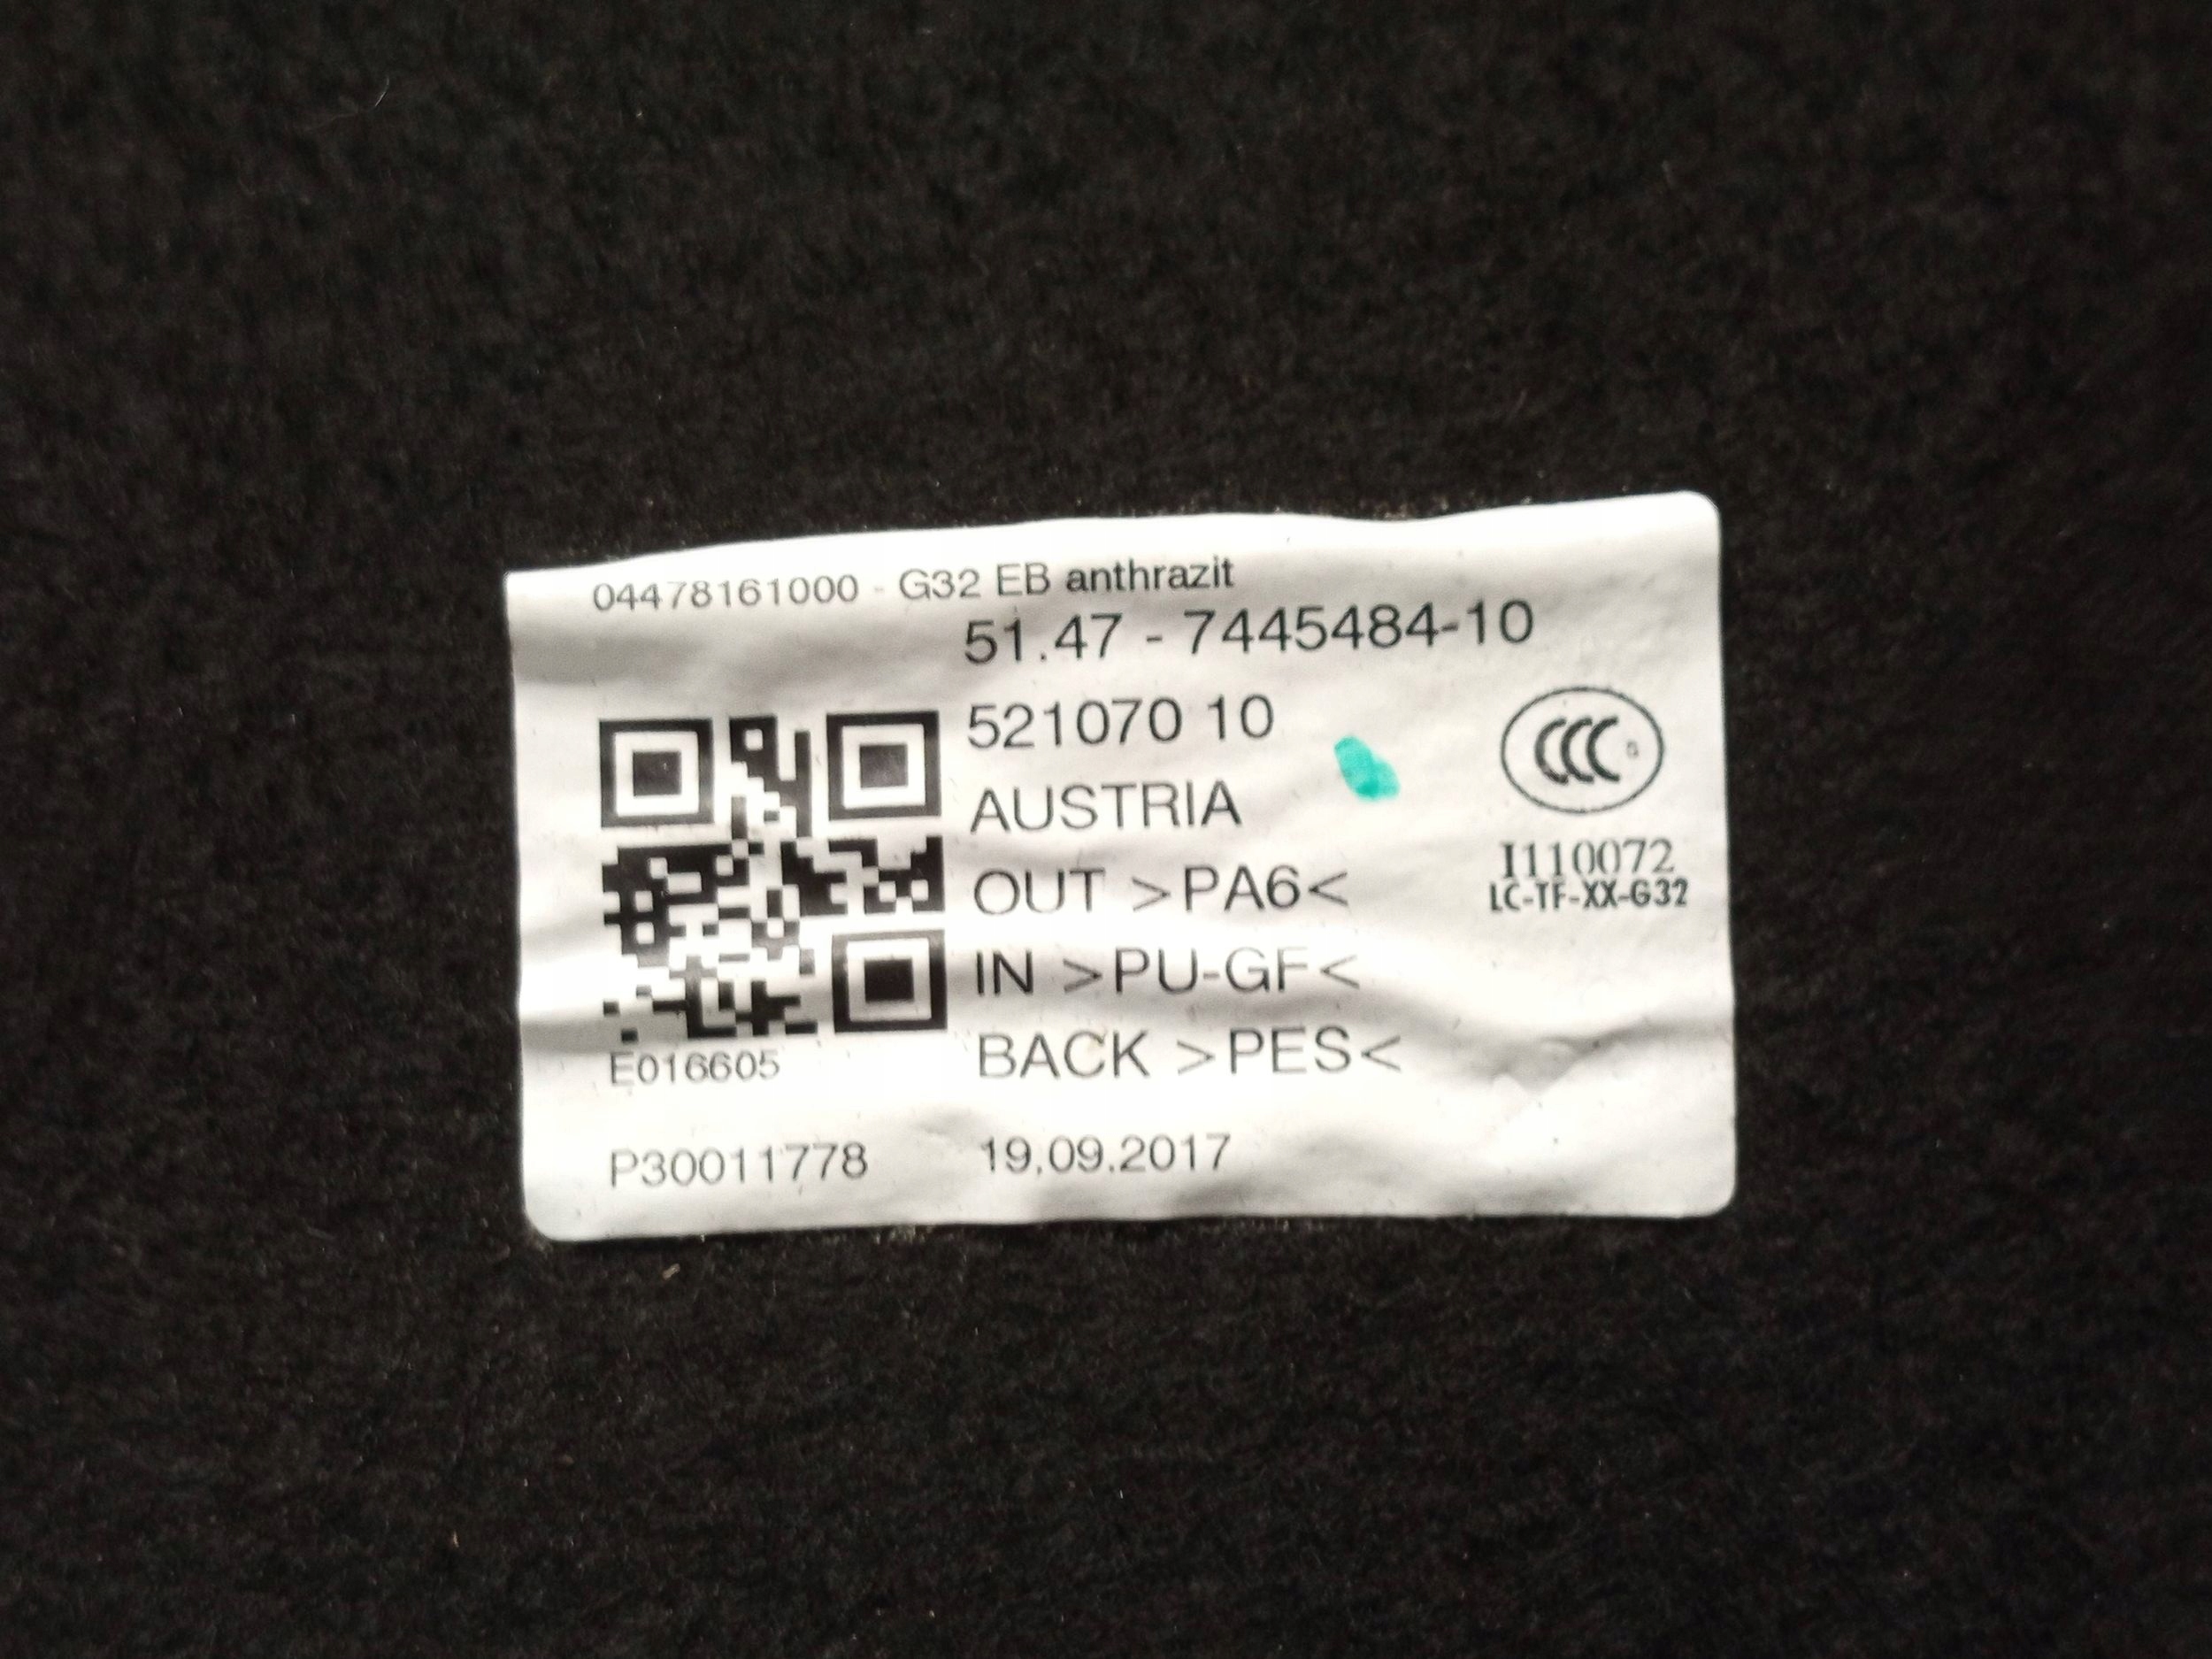 04478161000 - G32 EB anthrazit
51.47 - 7445484-10
521070 10
AUSTRIA
OUT >PA6<
IN >PU-GF<
BACK >PES<
CCC
I110072
LC-TF-XX-G32
E016605
P30011778
19.09.2017